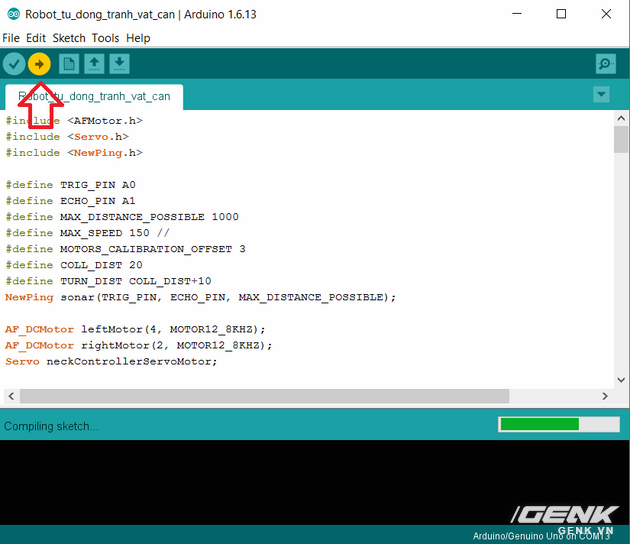 Robot_tu_dong_tranh_vat_can | Arduino 1.6.13
File Edit Sketch Tools Help
Robot_tu_dong_tranh_vat_can
#include <AFMotor.h>
#include <Servo.h>
#include <NewPing.h>
#define TRIG_PIN A0
#define ECHO_PIN A1
#define MAX_DISTANCE_POSSIBLE 1000
#define MAX_SPEED 150 //
#define MOTORS_CALIBRATION_OFFSET 3
#define COLL_DIST 20
#define TURN_DIST COLL_DIST+10
NewPing sonar(TRIG_PIN, ECHO_PIN, MAX_DISTANCE_POSSIBLE);
AF_DCMotor leftMotor(4, MOTOR12_8KHZ);
AF_DCMotor rightMotor(2, MOTOR12_8KHZ);
Servo neckControllerServoMotor;
Compiling sketch...
GENK
GENK.VN
Arduino/Genuino Uno on COM13